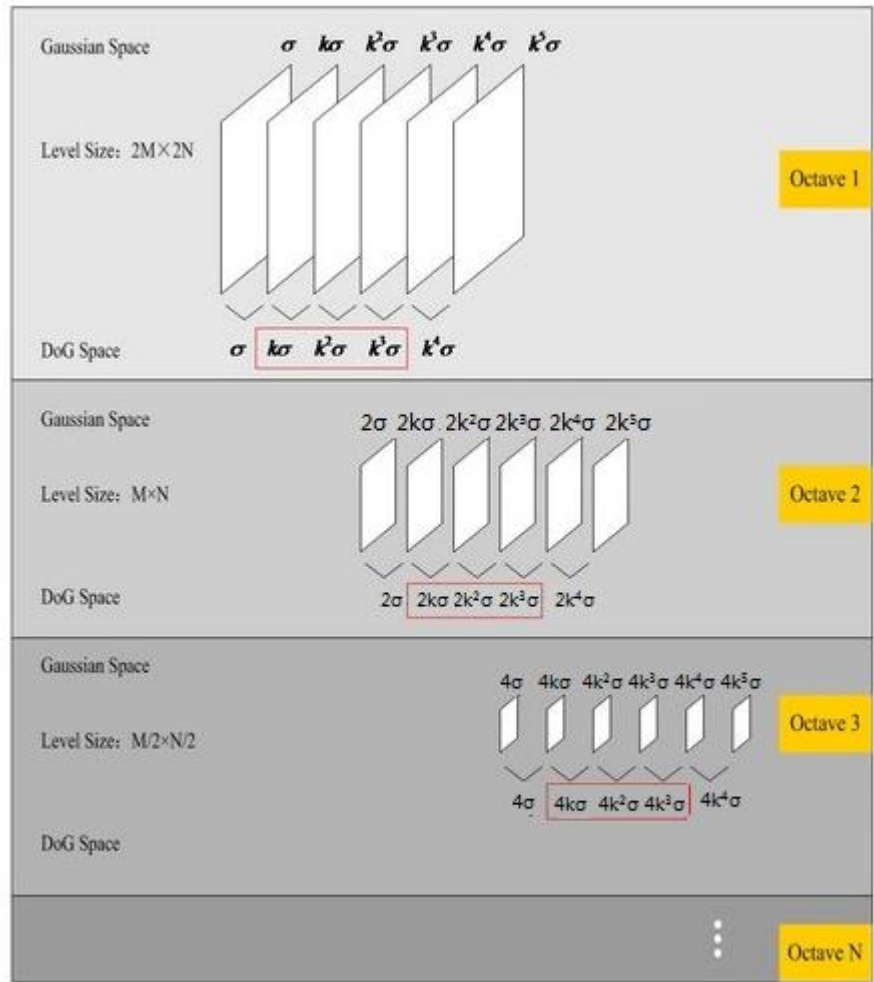 Gaussian Space σ kσ k²σ k³σ k⁴σ k⁵σ
Level Size: 2M×2N
Octave 1
DoG Space σ kσ k²σ k³σ k⁴σ
Gaussian Space
2σ 2kσ 2k²σ 2k³σ 2k⁴σ 2k⁵σ
Level Size: M×N
Octave 2
DoG Space 2σ 2kσ 2k²σ 2k³σ 2k⁴σ
Gaussian Space
4σ 4kσ 4k²σ 4k³σ 4k⁴σ 4k⁵σ
Octave 3
Level Size: M/2×N/2
4σ 4kσ 4k²σ 4k³σ 4k⁴σ
DoG Space
Octave N